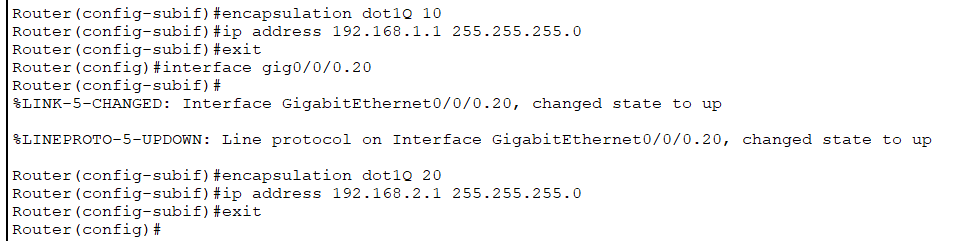 Router(config-subif)#encapsulation dot1Q 10
Router(config-subif)#ip address 192.168.1.1 255.255.255.0
Router(config-subif)#exit
Router(config)#interface gig0/0/0.20
Router(config-subif)#
%LINK-5-CHANGED: Interface GigabitEthernet0/0/0.20, changed state to up
%LINEPROTO-5-UPDOWN: Line protocol on Interface GigabitEthernet0/0/0.20, changed state to up
Router(config-subif)#encapsulation dot1Q 20
Router(config-subif)#ip address 192.168.2.1 255.255.255.0
Router(config-subif)#exit
Router(config)#